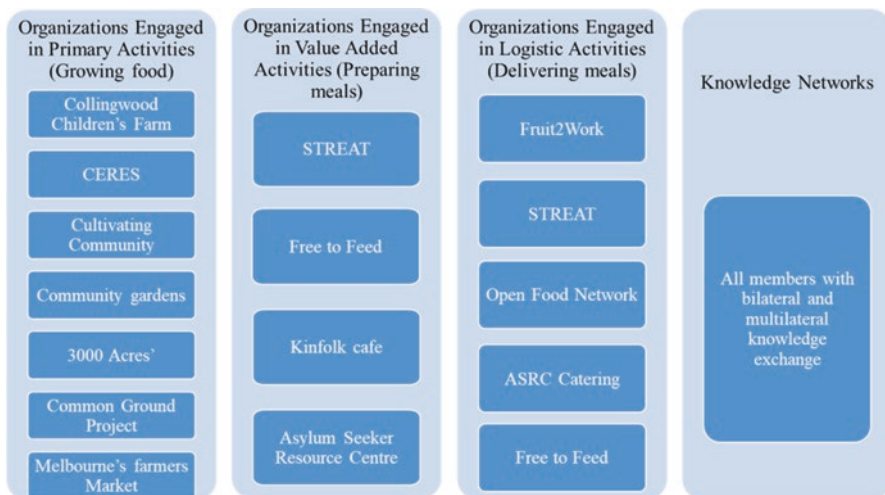 Organizations Engaged
in Primary Activities
(Growing food)
Collingwood
Children's Farm
CERES
Cultivating
Community
Community gardens
3000 Acres’
Common Ground
Project
Melbourne's farmers
Market
Organizations Engaged
in Value Added
Activities (Preparing
meals)
STREAT
Free to Feed
Kinfolk cafe
Asylum Seeker
Resource Centre
Organizations Engaged
in Logistic Activities
(Delivering meals)
Fruit2Work
STREAT
Open Food Network
ASRC Catering
Free to Feed
Knowledge Networks
All members with
bilateral and
multilateral
knowledge
exchange